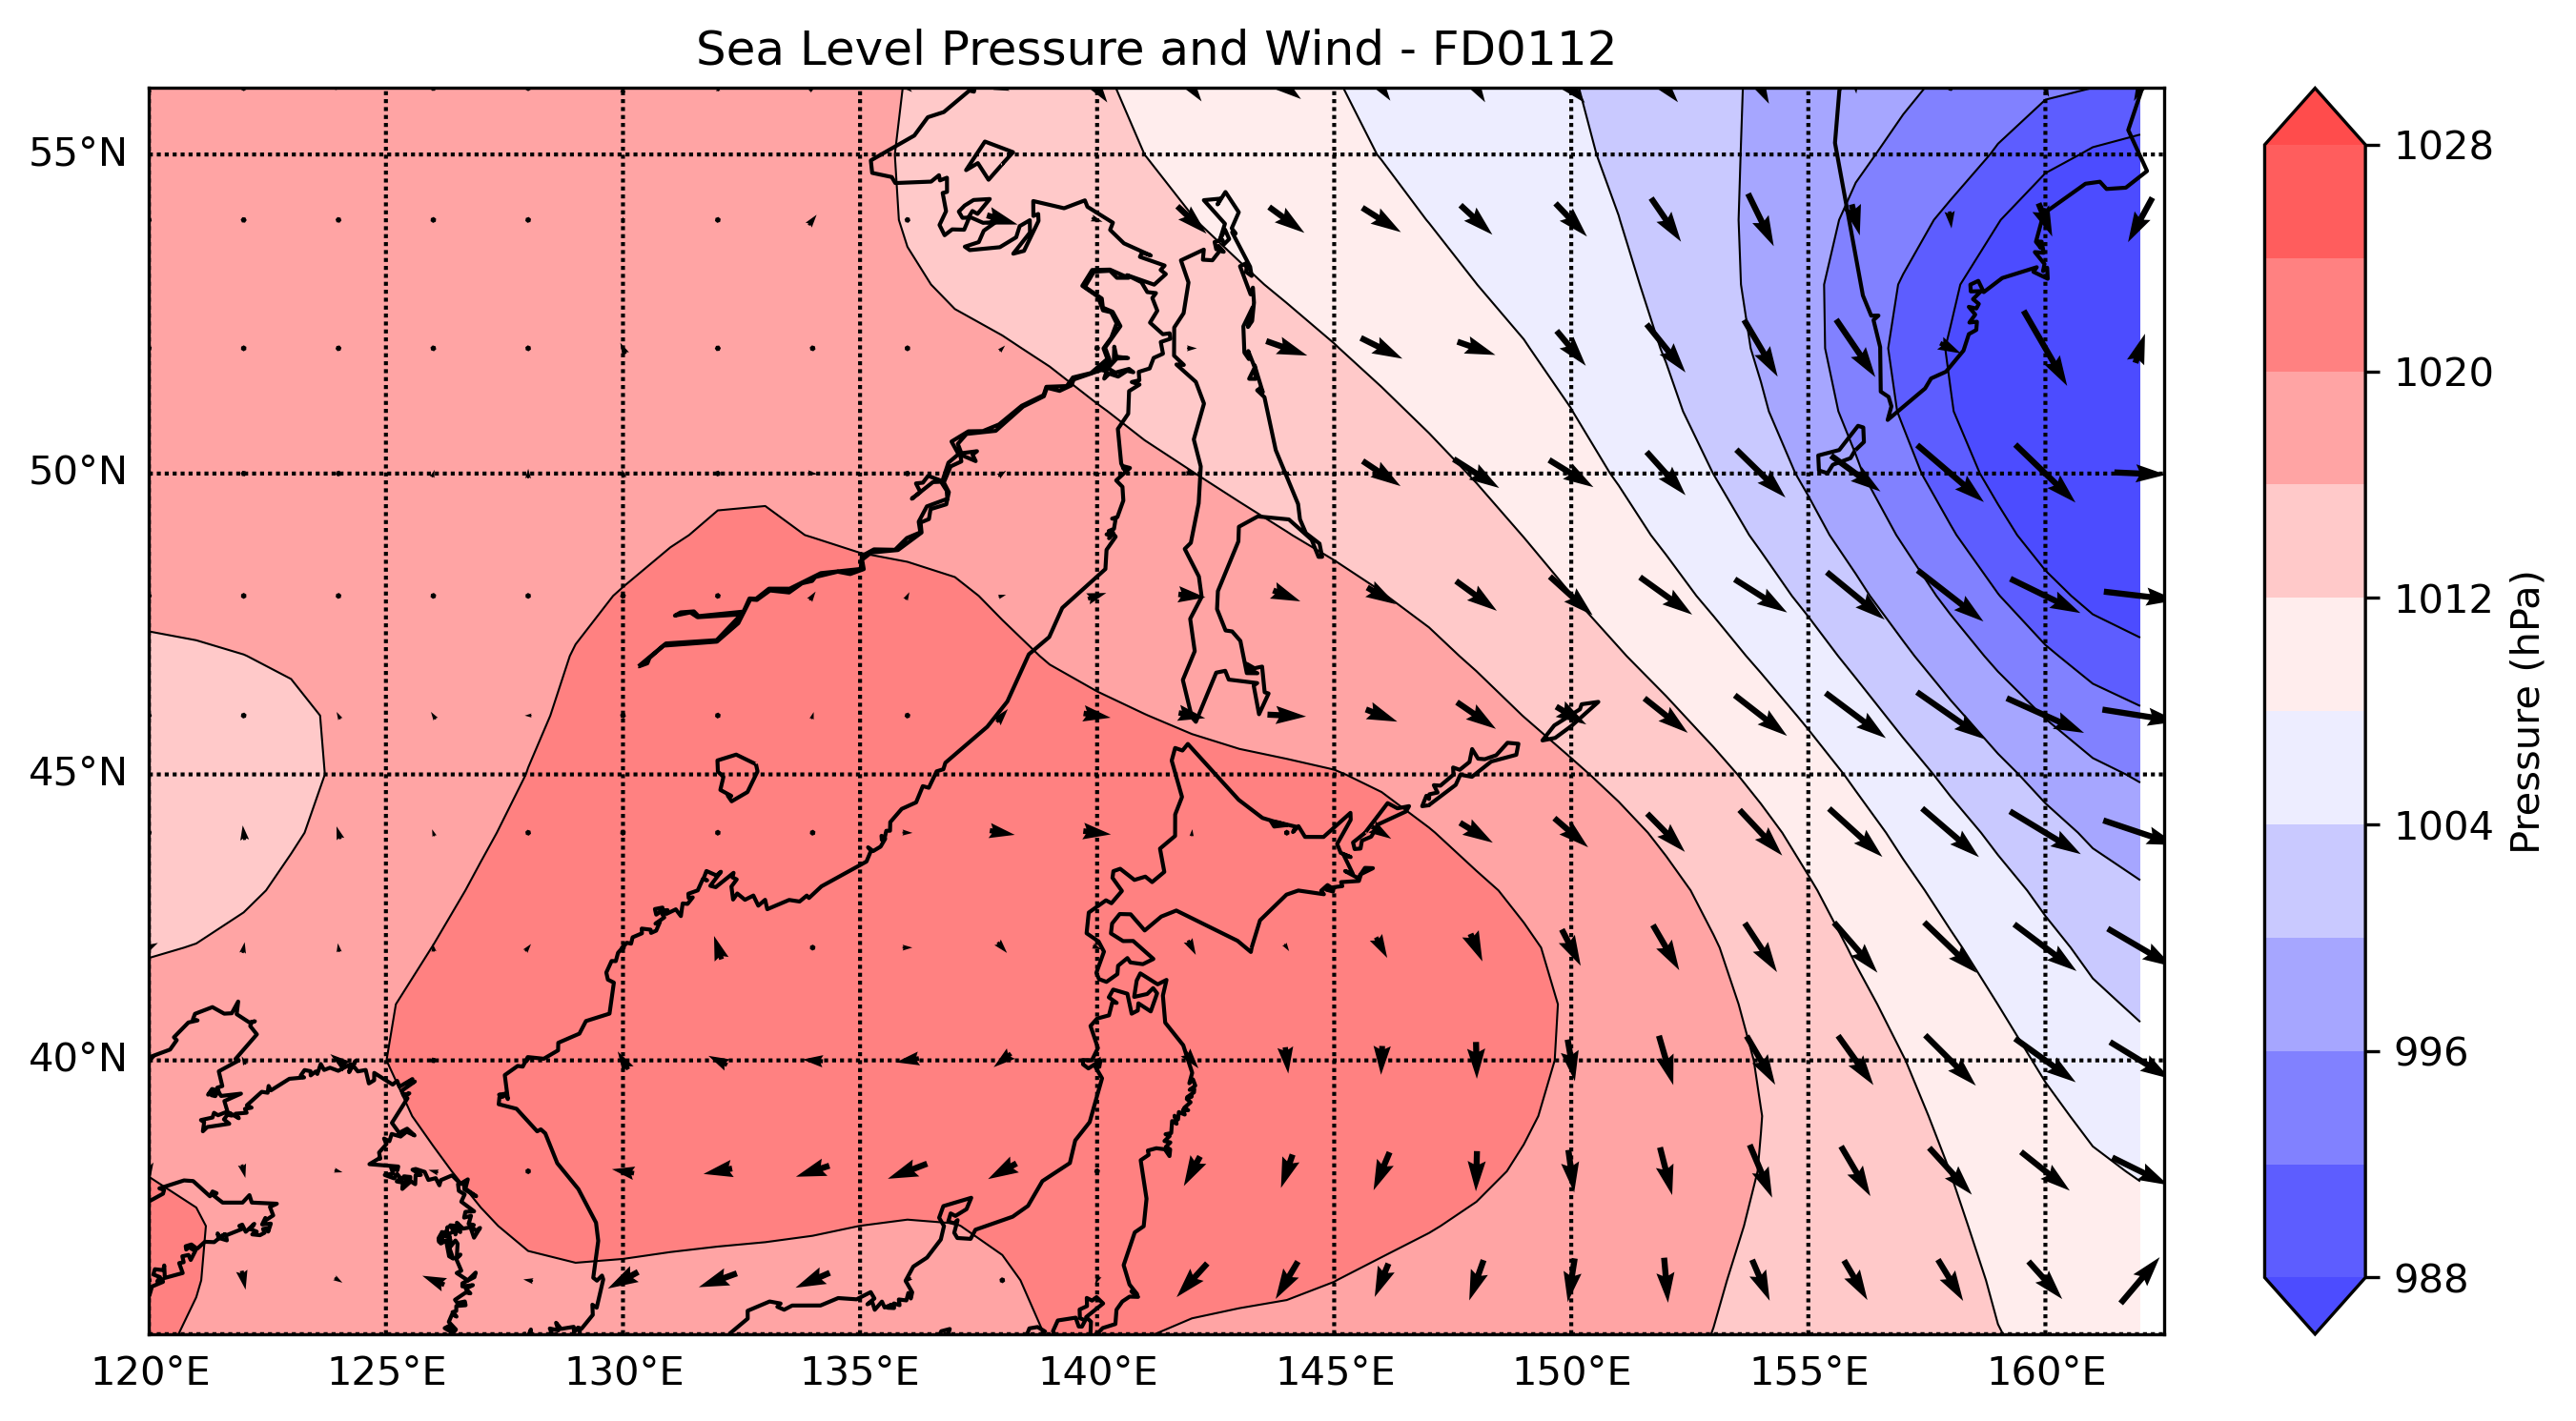 Sea Level Pressure and Wind - FD0112
55°N
50°N
45°N
40°N
120°E 125°E 130°E 135°E 140°E 145°E 150°E 155°E 160°E
1028
1020
1012
1004
996
988
Pressure (hPa)